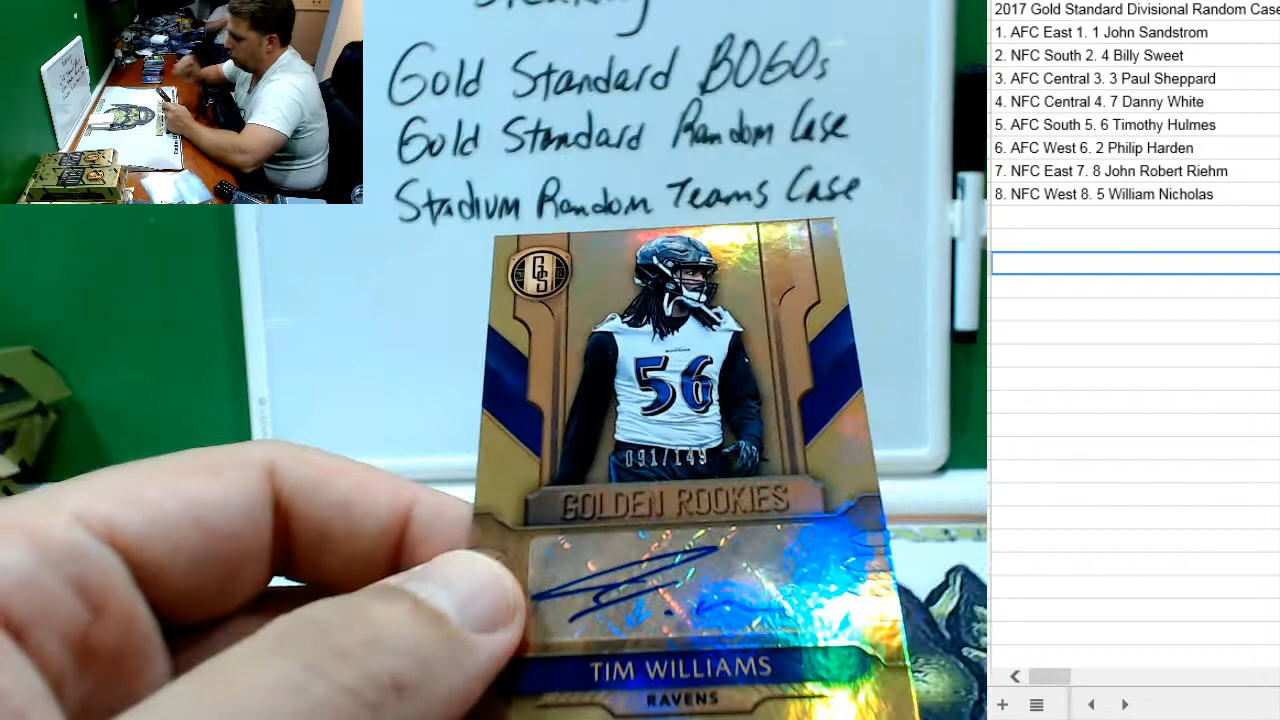 Gold Standard BOGOs
Gold Standard Random Case
Stadium Random Teams Case
GS
56
091/149
GOLDEN ROOKIES
TIM WILLIAMS
RAVENS
2017 Gold Standard Divisional Random Case
1. AFC East 1. 1 John Sandstrom
2. NFC South 2. 4 Billy Sweet
3. AFC Central 3. 3 Paul Sheppard
4. NFC Central 4. 7 Danny White
5. AFC South 5. 6 Timothy Hulmes
6. AFC West 6. 2 Philip Harden
7. NFC East 7. 8 John Robert Riehm
8. NFC West 8. 5 William Nicholas